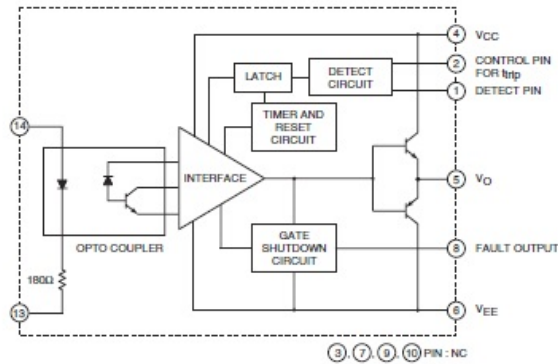 4 VCC
2 CONTROL PIN
FOR ttrip
1 DETECT PIN
LATCH
DETECT
CIRCUIT
TIMER AND
RESET
CIRCUIT
14
INTERFACE
5 VO
OPTO COUPLER
GATE
SHUTDOWN
CIRCUIT
8 FAULT OUTPUT
180Ω
13
6 VEE
3, 7, 9, 10 PIN : NC